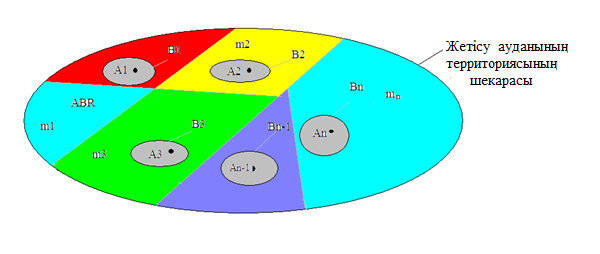 B1
m2
B2
A1
A2
Жетісу ауданының
территориясының
шекарасы
Bn
mn
ABR
m1
B3
Bn-1
An
m3
A3
An-1